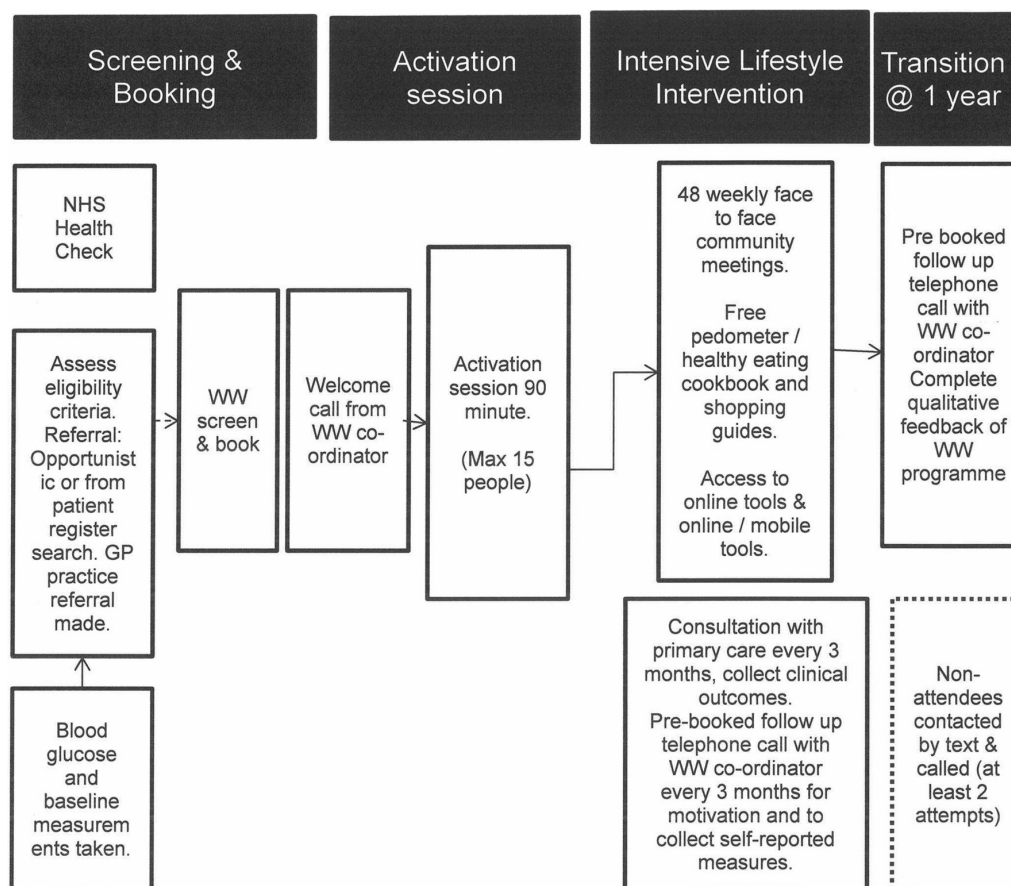 Screening &
Booking
Activation
session
Intensive Lifestyle
Intervention
Transition
@ 1 year
NHS
Health
Check
Assess
eligibility
criteria.
Referral:
Opportunist
ic or from
patient
register
search. GP
practice
referral
made.
Blood
glucose
and
baseline
measurem
ents taken.
WW
screen
& book
Welcome
call from
WW co-
ordinator
Activation
session 90
minute.
(Max 15
people)
48 weekly face
to face
community
meetings.
Free
pedometer /
healthy eating
cookbook and
shopping
guides.
Access to
online tools &
online / mobile
tools.
Consultation with
primary care every 3
months, collect clinical
outcomes.
Pre-booked follow up
telephone call with
WW co-ordinator
every 3 months for
motivation and to
collect self-reported
measures.
Pre booked
follow up
telephone
call with
WW co-
ordinator
Complete
qualitative
feedback of
WW
programme
Non-
attendees
contacted
by text &
called (at
least 2
attempts)